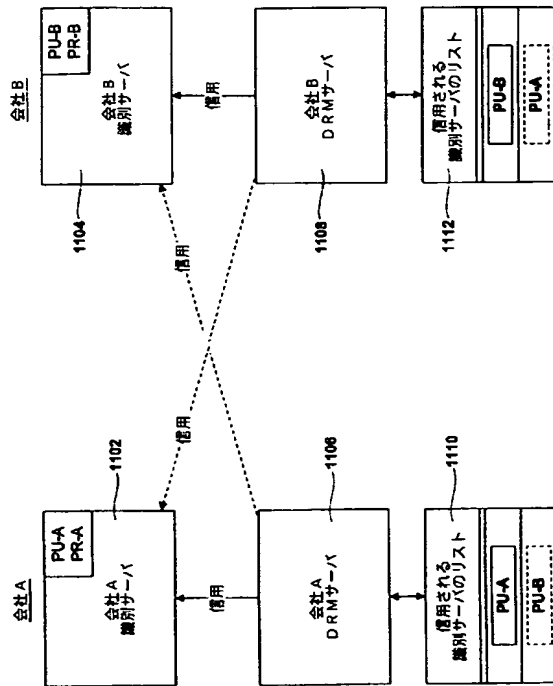 会社A
PU-A
PR-A
会社A
識別サーバ
1102
信用
会社A
DRMサーバ
1106
信用される
識別サーバのリスト
1110
PU-A
PU-B
信用
信用
会社B
PU-B
PR-B
会社B
識別サーバ
1104
信用
会社B
DRMサーバ
1108
信用される
識別サーバのリスト
1112
PU-B
PU-A